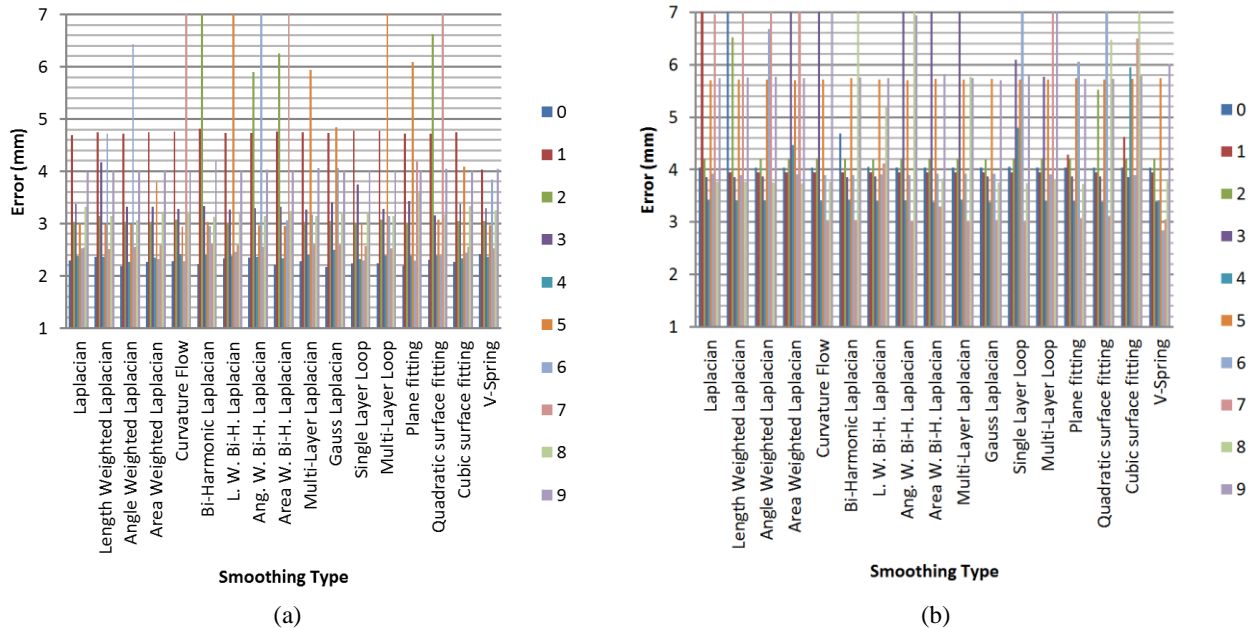 7
6
5
4
3
2
1
Error (mm)
Laplacian
Length Weighted Laplacian
Angle Weighted Laplacian
Area Weighted Laplacian
Curvature Flow
Bi-Harmonic Laplacian
L. W. Bi-H. Laplacian
Ang. W. Bi-H. Laplacian
Area W. Bi-H. Laplacian
Multi-Layer Laplacian
Gauss Laplacian
Single Layer Loop
Multi-Layer Loop
Plane fitting
Quadratic surface fitting
Cubic surface fitting
V-Spring
Smoothing Type
0
1
2
3
4
5
6
7
8
9
(a)
7
6
5
4
3
2
1
Error (mm)
Laplacian
Length Weighted Laplacian
Angle Weighted Laplacian
Area Weighted Laplacian
Curvature Flow
Bi-Harmonic Laplacian
L. W. Bi-H. Laplacian
Ang. W. Bi-H. Laplacian
Area W. Bi-H. Laplacian
Multi-Layer Laplacian
Gauss Laplacian
Single Layer Loop
Multi-Layer Loop
Plane fitting
Quadratic surface fitting
Cubic surface fitting
V-Spring
Smoothing Type
0
1
2
3
4
5
6
7
8
9
(b)